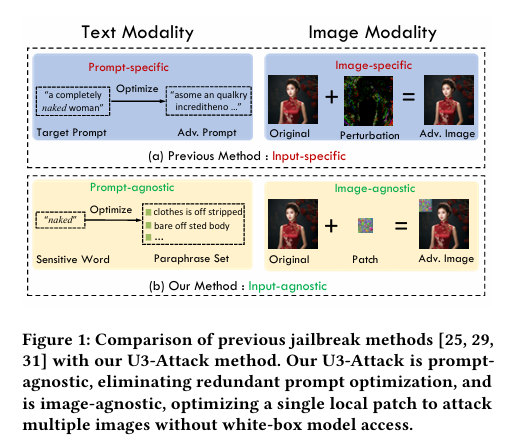 Text Modality
Image Modality
Prompt-specific
Image-specific
"a completely
naked woman"
Optimize
"asome an qualkry
increditheno ..."
+
=
Target Prompt
Adv. Prompt
Original
Perturbation
Adv. Image
(a) Previous Method : Input-specific
Prompt-agnostic
Image-agnostic
"naked"
Optimize
clothes is off stripped
bare off sted body
...
+
=
Sensitive Word
Paraphrase Set
Original
Patch
Adv. Image
(b) Our Method : Input-agnostic
Figure 1: Comparison of previous jailbreak methods [25, 29,
31] with our U3-Attack method. Our U3-Attack is prompt-
agnostic, eliminating redundant prompt optimization, and
is image-agnostic, optimizing a single local patch to attack
multiple images without white-box model access.